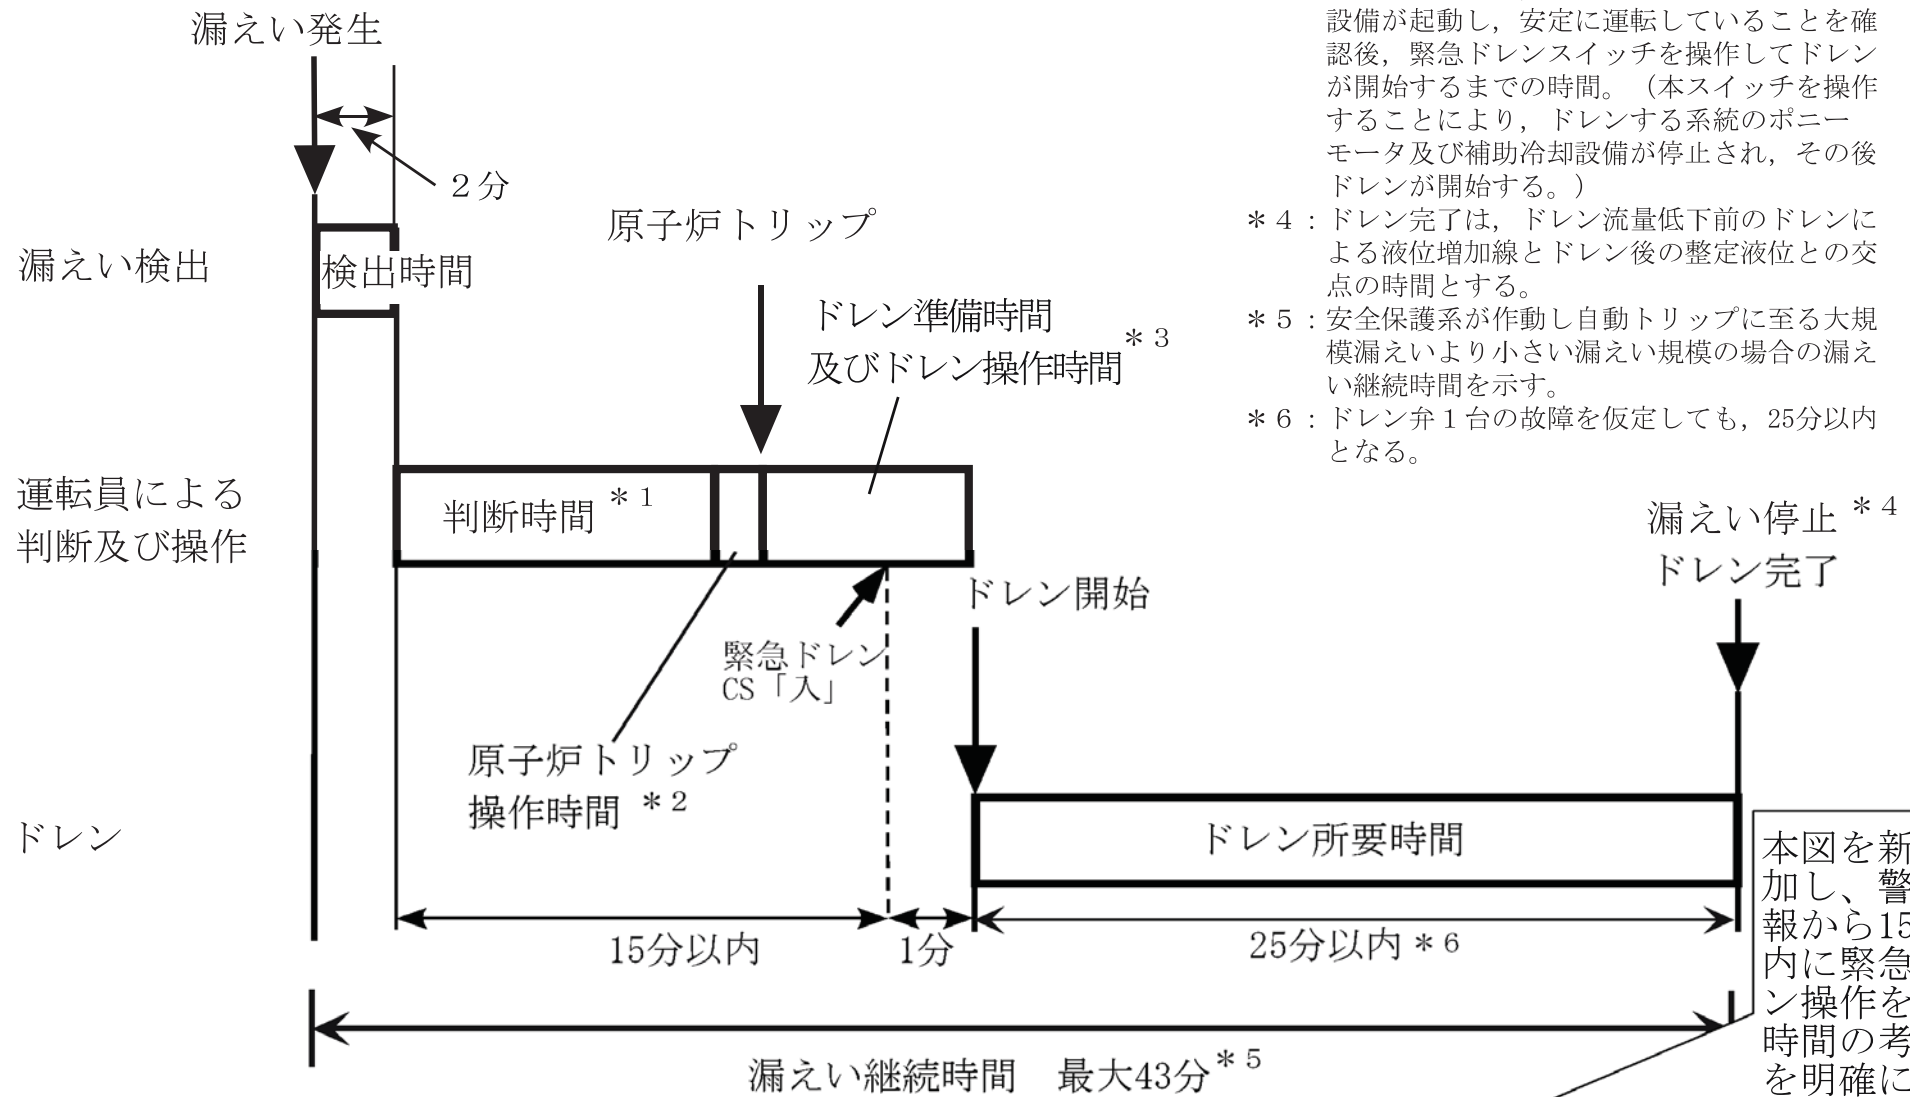 漏えい発生
２分
漏えい検出
検出時間
原子炉トリップ
ドレン準備時間
及びドレン操作時間＊３
運転員による
判断及び操作
判断時間＊１
緊急ドレン
CS「入」
原子炉トリップ
操作時間＊２
ドレン開始
漏えい停止＊４
ドレン完了
ドレン
ドレン所要時間
15分以内
1分
25分以内＊６
漏えい継続時間　最大43分＊５
設備が起動し，安定に運転していることを確
認後，緊急ドレンスイッチを操作してドレン
が開始するまでの時間。（本スイッチを操作
することにより，ドレンする系統のポニー
モータ及び補助冷却設備が停止され，その後
ドレンが開始する。）
＊４：ドレン完了は，ドレン流量低下前のドレンに
よる液位増加線とドレン後の整定液位との交
点の時間とする。
＊５：安全保護系が作動し自動トリップに至る大規
模漏えいより小さい漏えい規模の場合の漏え
い継続時間を示す。
＊６：ドレン弁１台の故障を仮定しても，25分以内
となる。
本図を新
加し、警
報から15
内に緊急
ン操作を
時間の考
を明確に